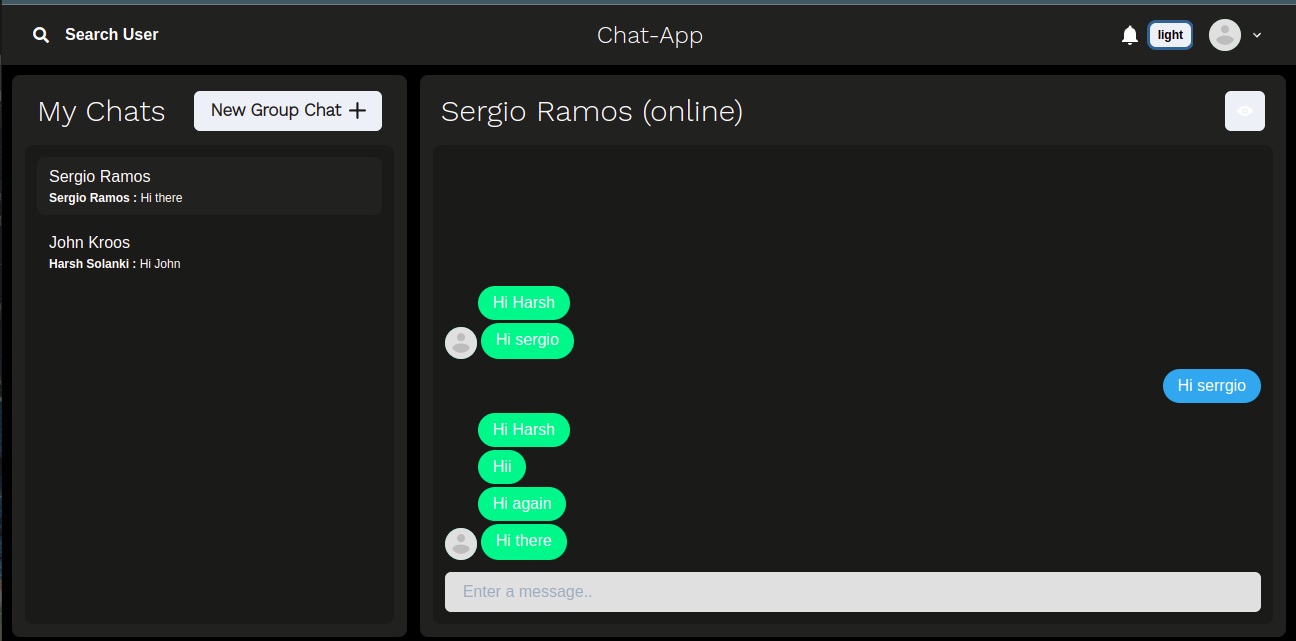 Search User
Chat-App
light
My Chats
New Group Chat
Sergio Ramos
Sergio Ramos : Hi there
John Kroos
Harsh Solanki : Hi John
Sergio Ramos (online)
Hi Harsh
Hi sergio
Hi serrgio
Hi Harsh
Hii
Hi again
Hi there
Enter a message..